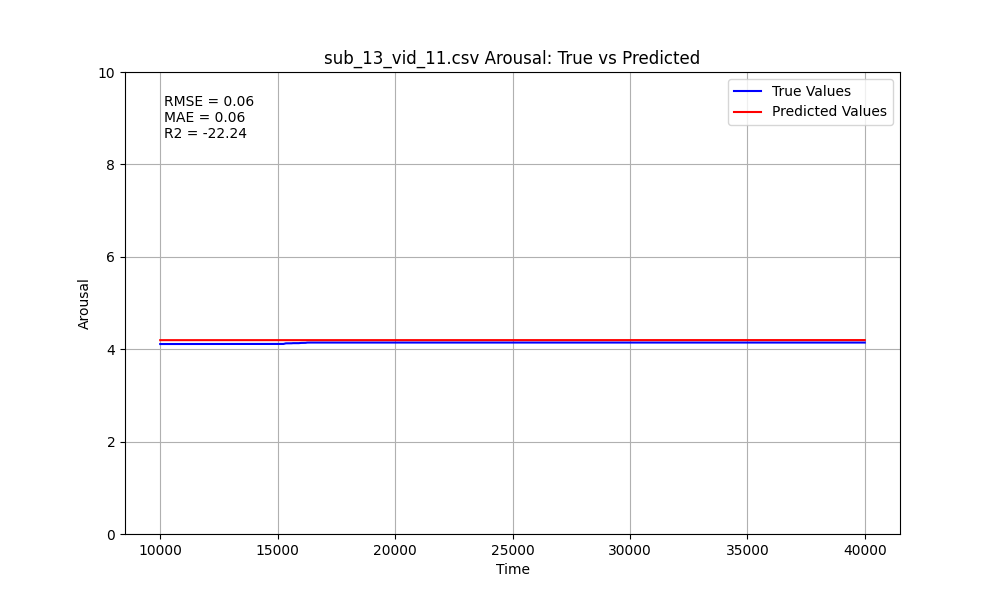 sub_13_vid_11.csv Arousal: True vs Predicted
RMSE = 0.06
MAE = 0.06
R2 = -22.24
True Values
Predicted Values
10
8
6
4
2
0
Arousal
10000
15000
20000
25000
30000
35000
40000
Time